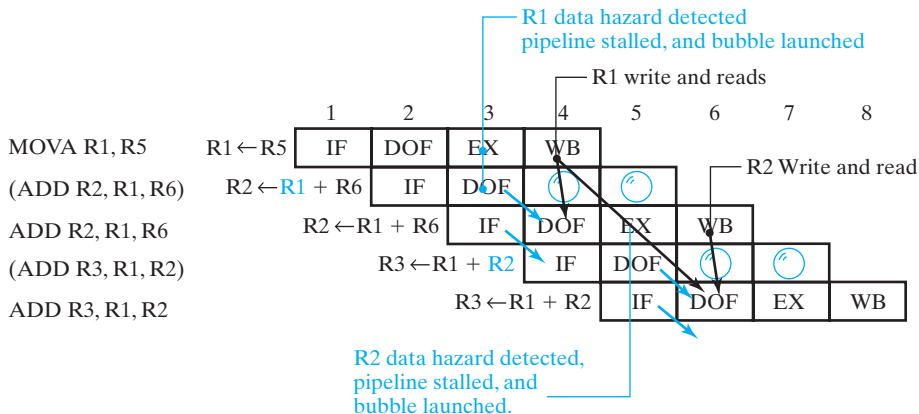 R1 data hazard detected
pipeline stalled, and bubble launched
R1 write and reads
1 2 3 4 5 6 7 8
MOVA R1, R5 R1←R5 IF DOF EX WB
R2 Write and read
(ADD R2, R1, R6) R2←R1 + R6 IF DOF
ADD R2, R1, R6 R2←R1 + R6 IF DOF EX WB
(ADD R3, R1, R2) R3←R1 + R2 IF DOF
ADD R3, R1, R2 R3←R1 + R2 IF DOF EX WB
R2 data hazard detected,
pipeline stalled, and
bubble launched.